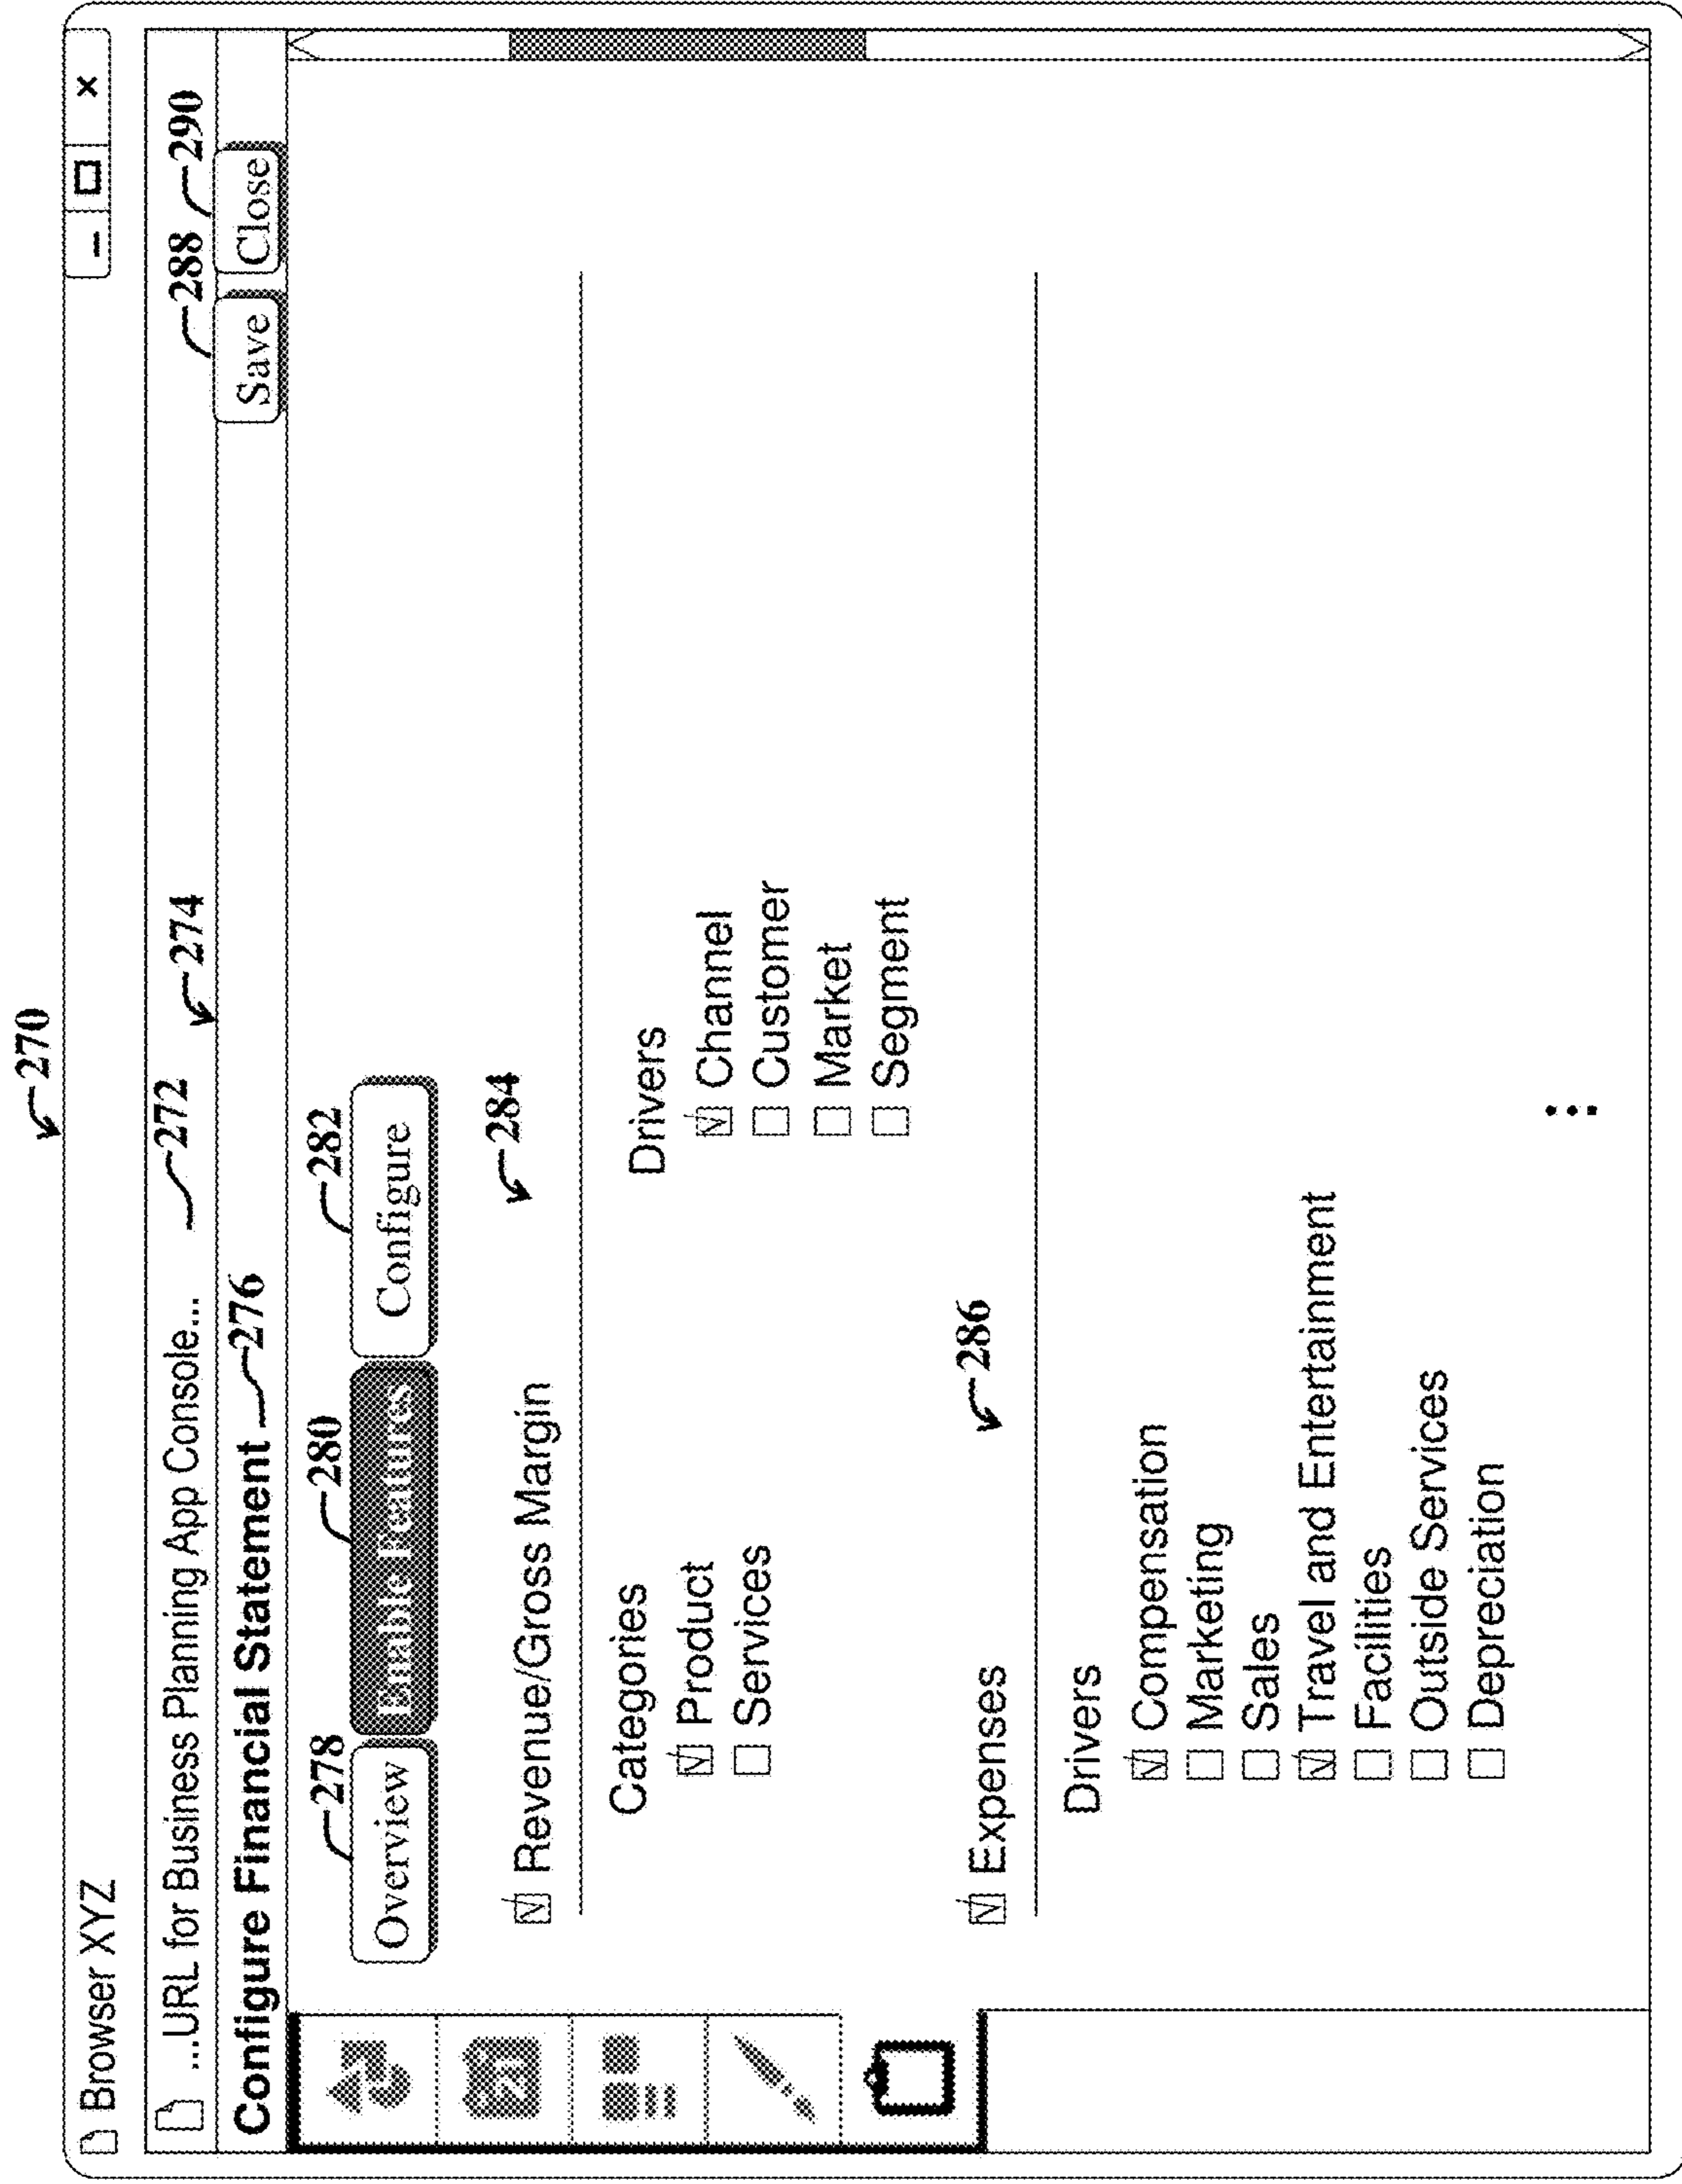 270
Browser XYZ
...URL for Business Planning App Console... 272
274
288 290
Configure Financial Statement 276
Save Close
278 280 282
Overview Enable Features Configure
284
Revenue/Gross Margin
Categories Drivers
Product Channel
Services Customer
Market
Segment
286
Expenses
Drivers
Compensation
Marketing
Sales
Travel and Entertainment
Facilities
Outside Services
Depreciation
21